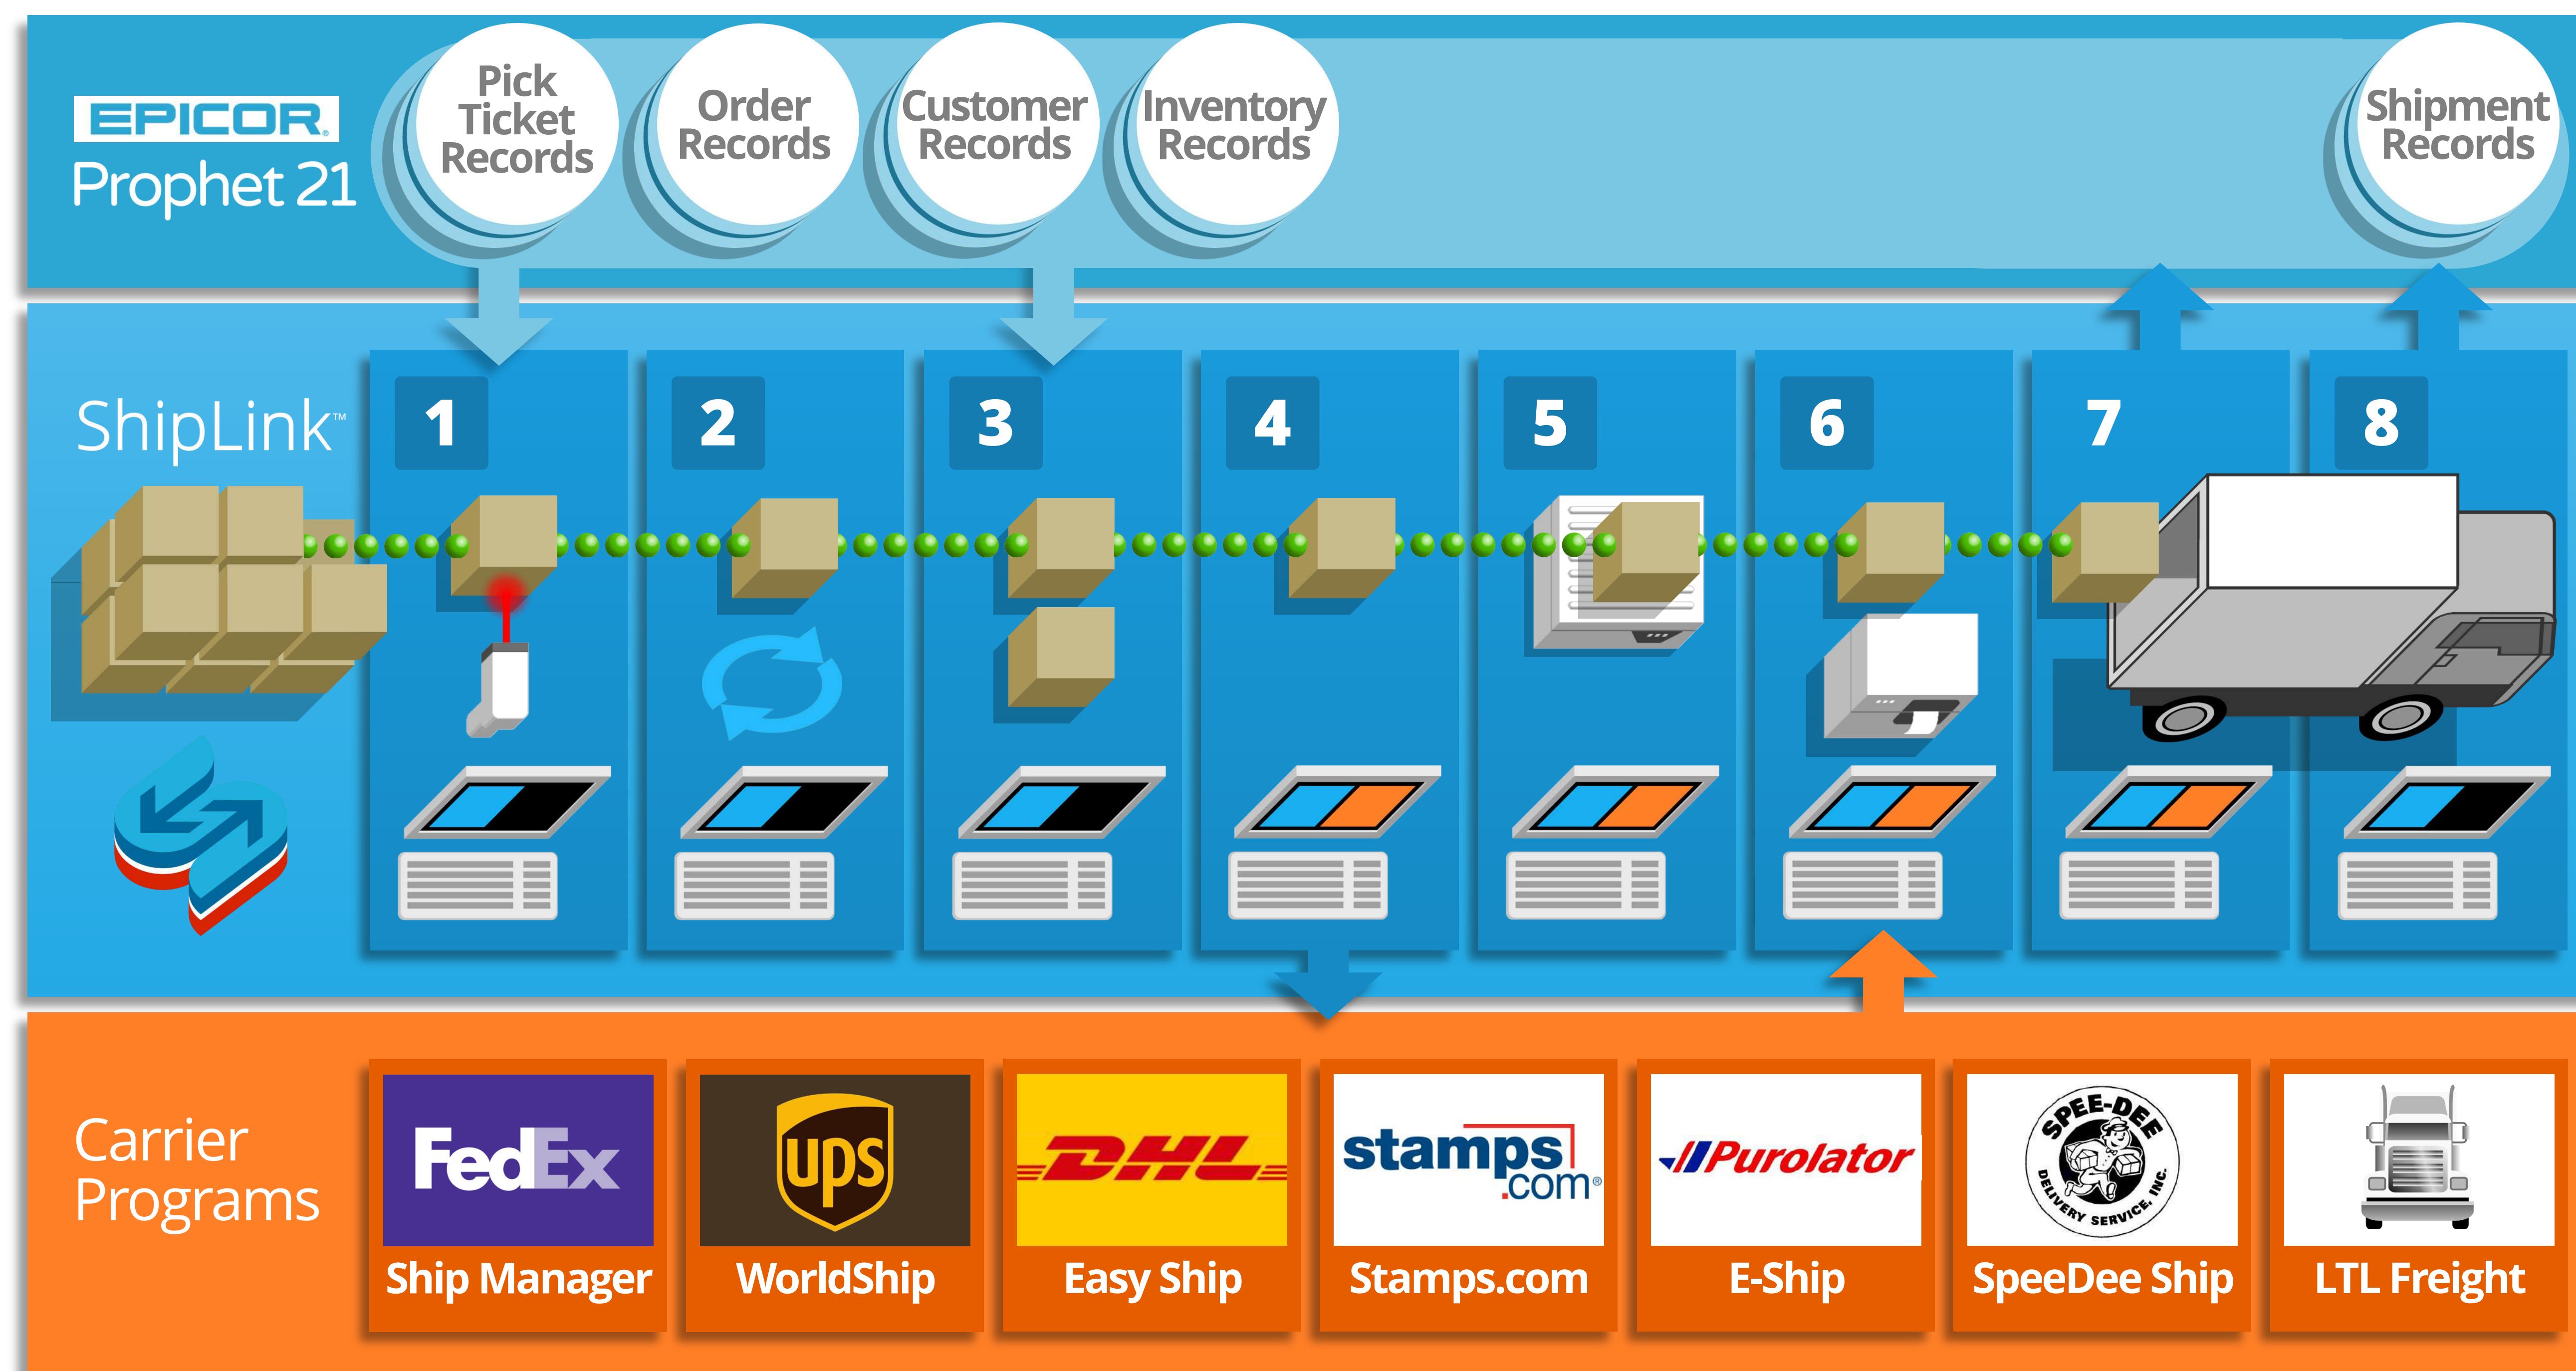 EPICOR®
Prophet 21
Pick
Ticket
Records
Order
Records
Customer
Records
Inventory
Records
Shipment
Records
ShipLink™
1
2
3
4
5
6
7
8
Carrier
Programs
FedEx
Ship Manager
ups
WorldShip
DHL
Easy Ship
stamps
.com®
Stamps.com
Purolator
E-Ship
SPEE-DEE
DELIVERY SERVICE, INC.
SpeeDee Ship
LTL Freight